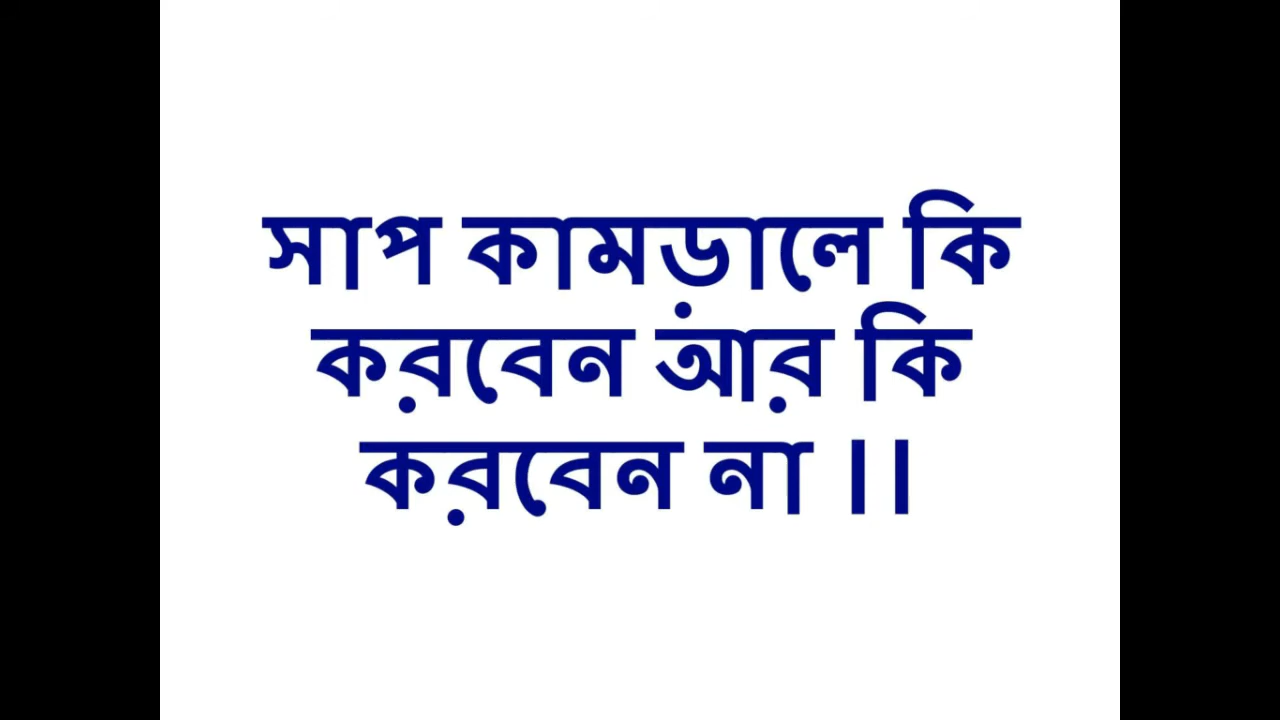 সাপ কামড়ালে কি
করবেন আর কি
করবেন না ।।